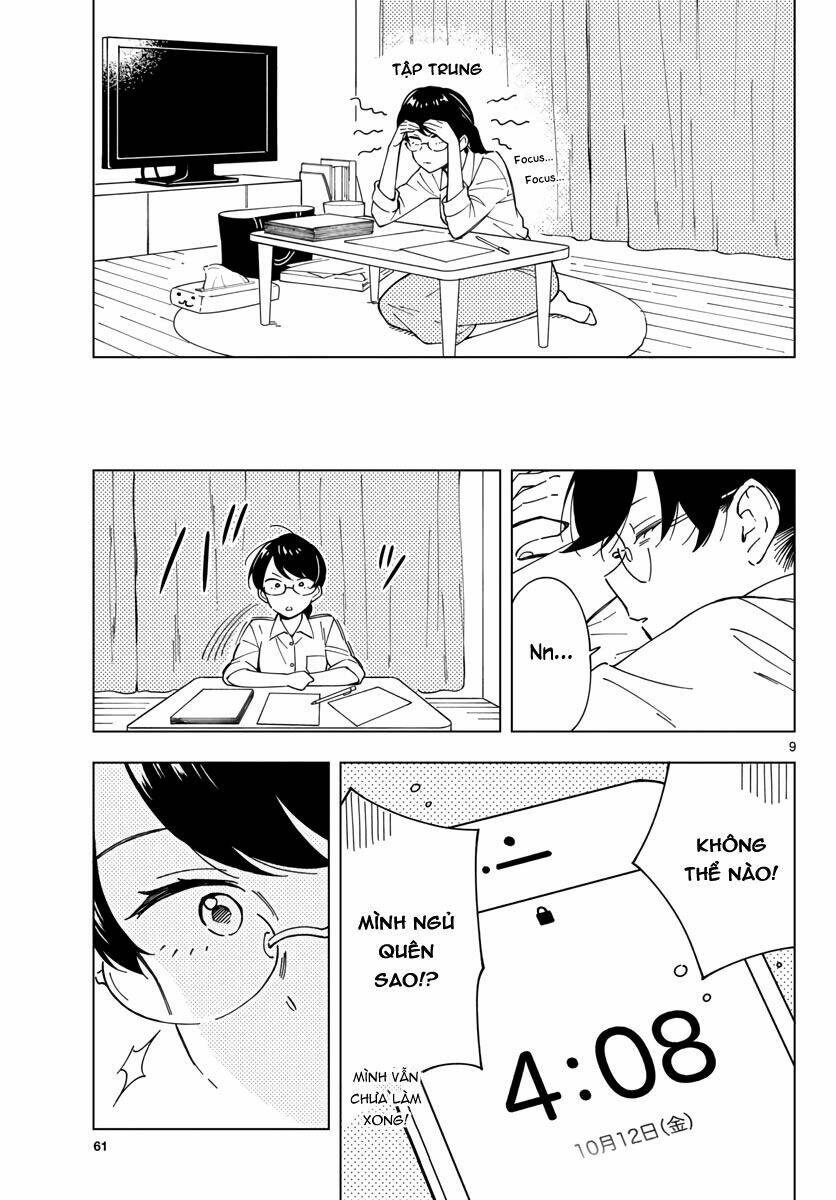 TẬP TRUNG
Focus...
Focus...
Nn...
9
KHÔNG
THỂ NÀO!
MÌNH NGỦ
QUÊN
SAO!?
MÌNH VẪN
CHƯA LÀM
XONG!
4:08
10月12日(金)
61